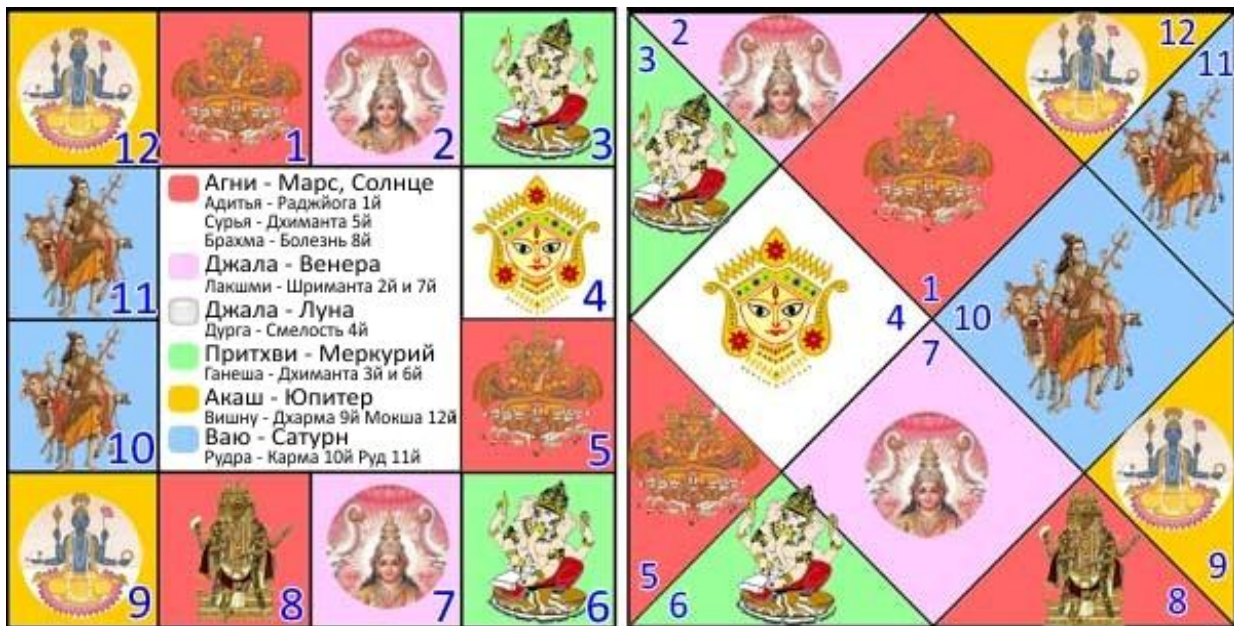 12 1 2 3
Агни - Марс, Солнце
Адитья - Раджйога 1й
Сурья - Дхиманта 5й
Брахма - Болезнь 8й
Джала - Венера
Лакшми - Шриманта 2й и 7й
Джала - Луна
Дурга - Смелость 4й
Притхви - Меркурий
Ганеша - Дхиманта 3й и 6й
Акаш - Юпитер
Вишну - Дхарма 9й Мокша 12й
Ваю - Сатурн
Рудра - Карма 10й Руд 11й
11 4
10 5
9 8 7 6
2 12
3 11
1
4 10
7
5 9
6 8